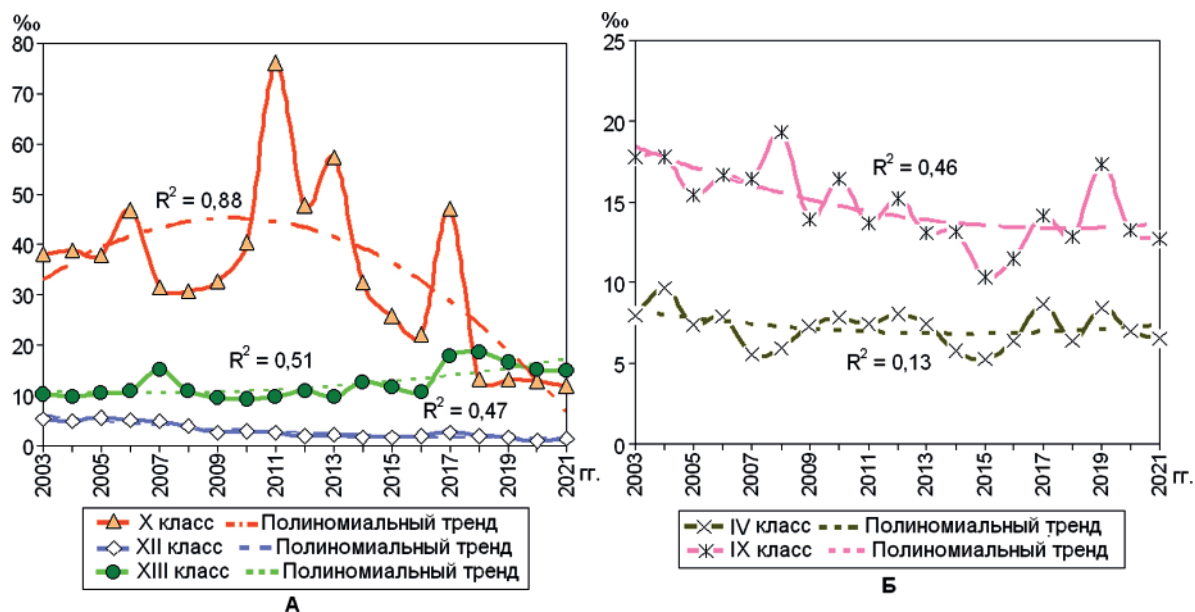 ‰
80
70
60
50
40
30
20
10
0
R² = 0,88
R² = 0,51
R² = 0,47
2003
2005
2007
2009
2011
2013
2015
2017
2019
2021
гг.
X класс
Полиномиальный тренд
XII класс
Полиномиальный тренд
XIII класс
Полиномиальный тренд
А
‰
25
20
15
10
5
0
R² = 0,46
R² = 0,13
2003
2005
2007
2009
2011
2013
2015
2017
2019
2021
гг.
IV класс
Полиномиальный тренд
IX класс
Полиномиальный тренд
Б